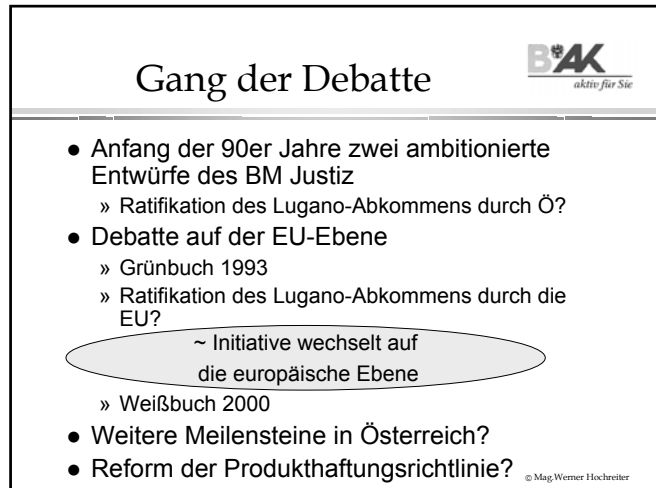 Gang der Debatte
BAK
aktiv für Sie
● Anfang der 90er Jahre zwei ambitionierte
Entwürfe des BM Justiz
» Ratifikation des Lugano-Abkommens durch Ö?
● Debatte auf der EU-Ebene
» Grünbuch 1993
» Ratifikation des Lugano-Abkommens durch die
EU?
~ Initiative wechselt auf
die europäische Ebene
» Weißbuch 2000
● Weitere Meilensteine in Österreich?
● Reform der Produkthaftungsrichtlinie?
© Mag.Werner Hochreiter